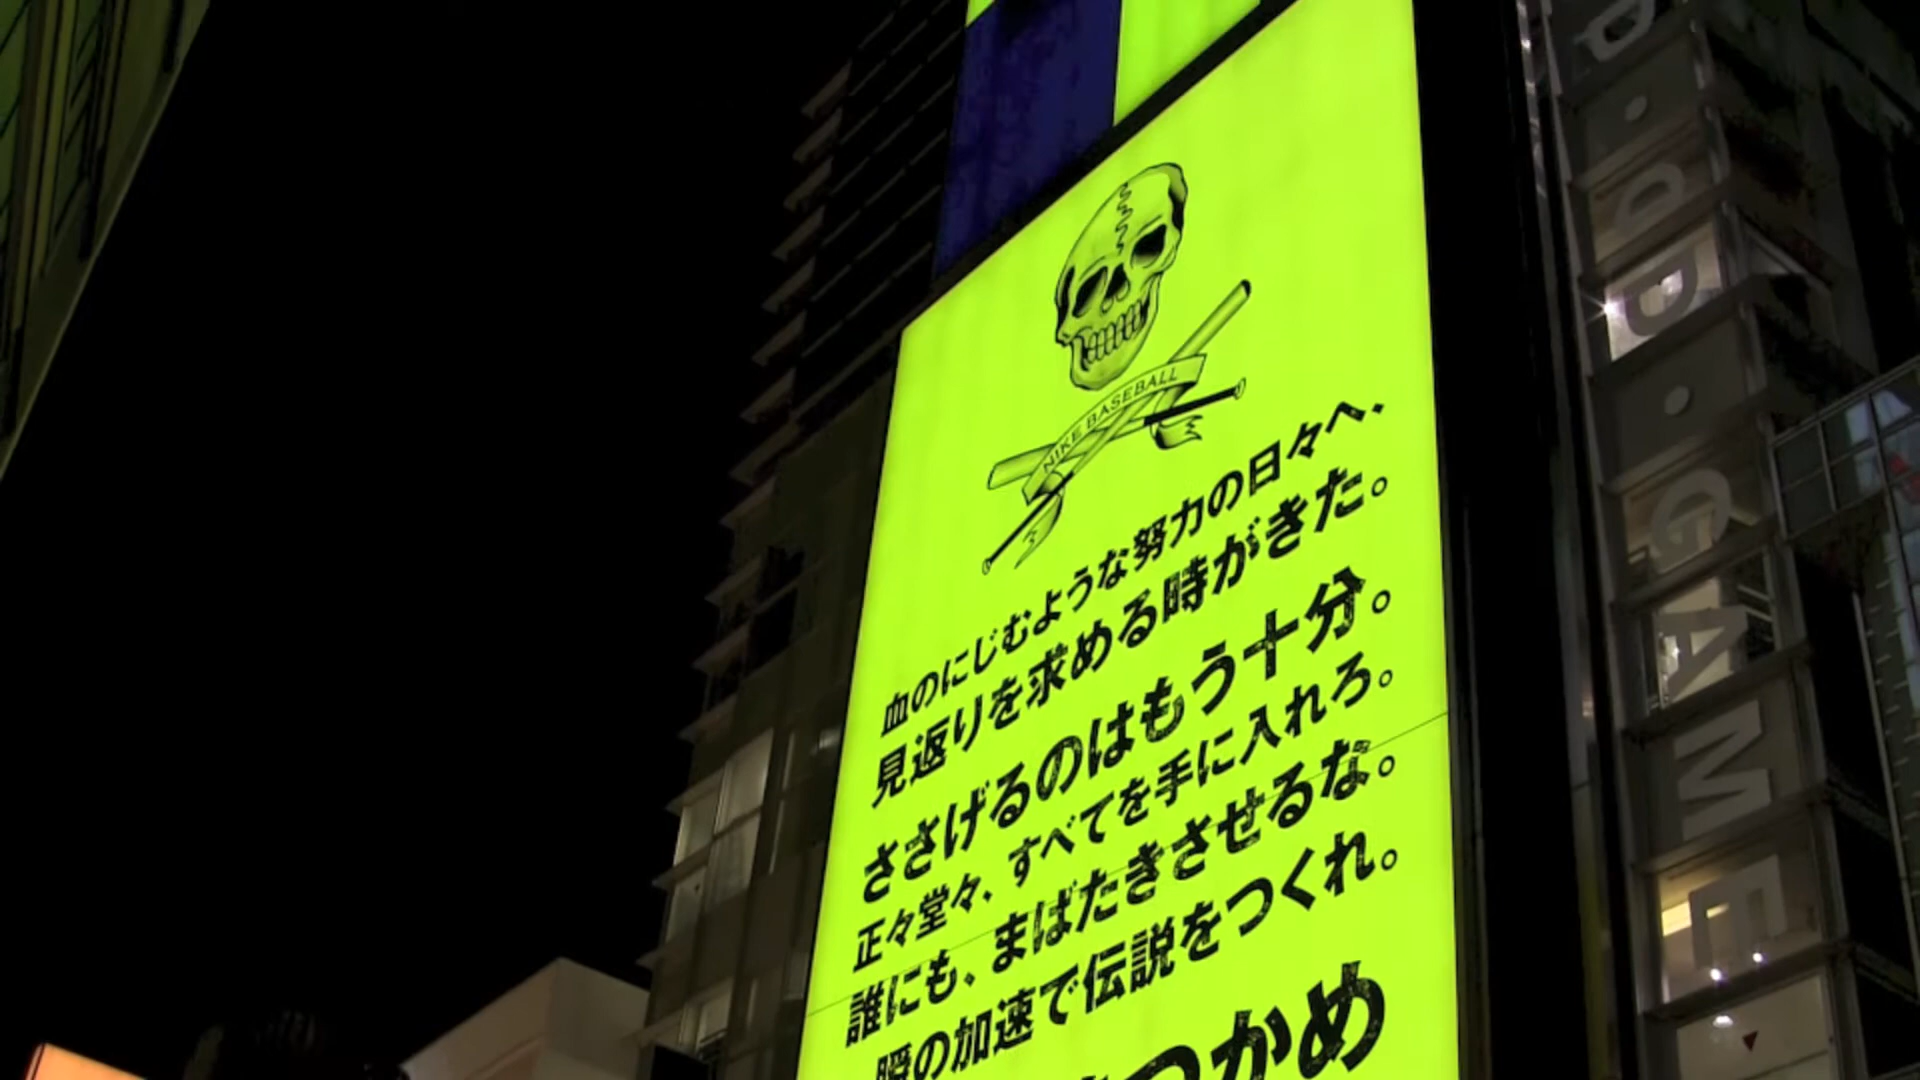 NIKE BASEBALL
血のにじむような努力の日々へ、
見返りを求める時がきた。
ささげるのはもう十分。
正々堂々、すべてを手に入れろ。
誰にも、まばたきさせるな。
瞬の加速で伝説をつくれ。
つかめ
GAME